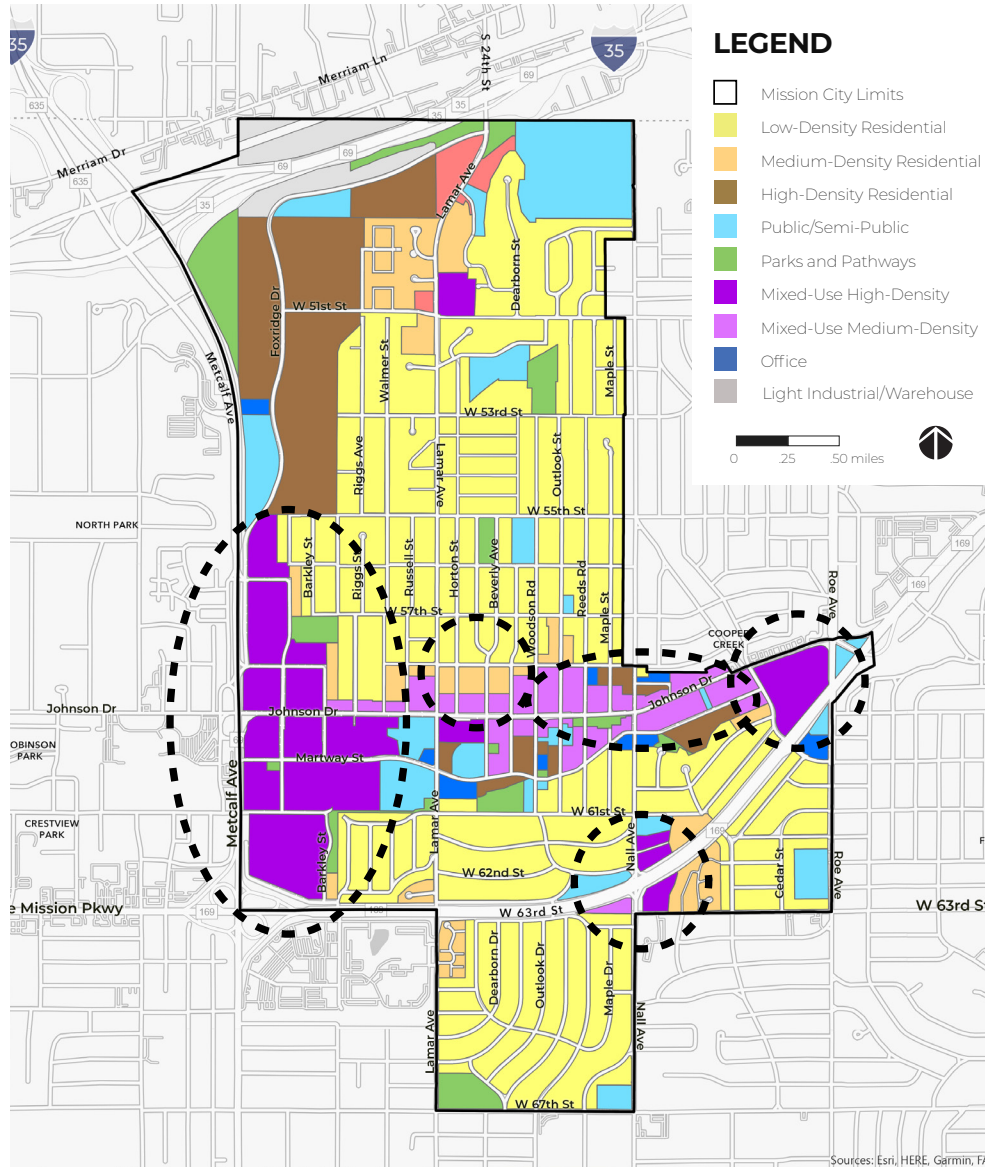 35
35
Merriam Ln
S 24th St
69
635
35
69
69
Merriam Dr
635
35
Lamar Ave
Dearborn St
W 51st St
Foxridge Dr
Metcalf Ave
Walmer St
Maple St
W 53rd St
Riggs Ave
Lamar Ave
Outlook St
W 55th St
NORTH PARK
Barkley St
Riggs St
Russell St
Horton St
Beverly Ave
Woodson Rd
Reeds Rd
Maple St
W 57th St
169
169
Roe Ave
COOPER
CREEK
Johnson Dr
Johnson Dr
Johnson Dr
69
OBINSON
PARK
Martway St
Metcalf Ave
CRESTVIEW
PARK
Lamar Ave
W 61st St
Nall Ave
169
Barkley St
W 62nd St
Cedar St
Roe Ave
e Mission Pkwy
169
169
W 63rd St
W 63rd St
Dearborn Dr
Outlook Dr
Maple Dr
Lamar Ave
Nall Ave
W 67th St
LEGEND
Mission City Limits
Low-Density Residential
Medium-Density Residential
High-Density Residential
Public/Semi-Public
Parks and Pathways
Mixed-Use High-Density
Mixed-Use Medium-Density
Office
Light Industrial/Warehouse
0 .25 .50 miles
Sources: Esri, HERE, Garmin, FA